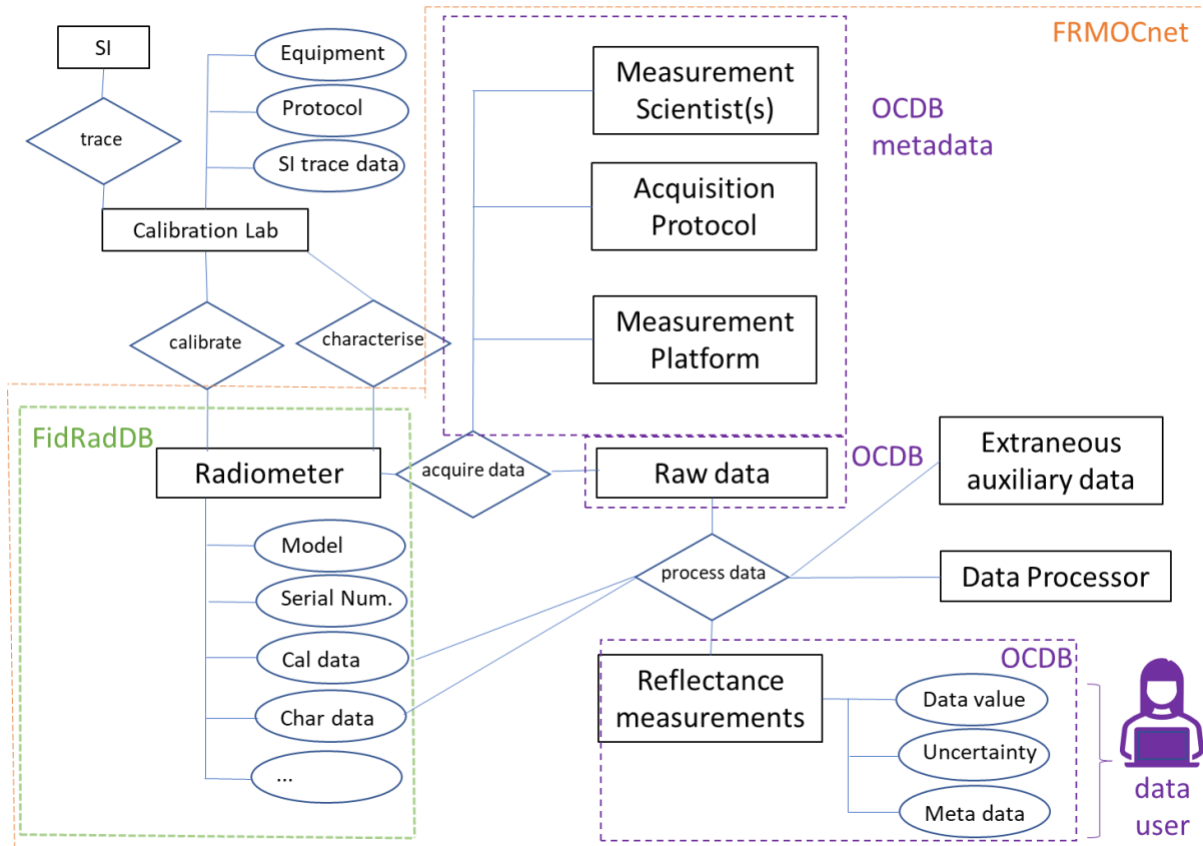 SI
trace
Equipment
Protocol
SI trace data
Calibration Lab
calibrate
characterise
FRMOCnet
Measurement
Scientist(s)
OCDB
metadata
Acquisition
Protocol
Measurement
Platform
FidRadDB
Radiometer
acquire data
Raw data
OCDB
Extraneous
auxiliary data
Model
Serial Num.
Cal data
Char data
...
process data
Data Processor
OCDB
Reflectance
measurements
Data value
Uncertainty
Meta data
data
user